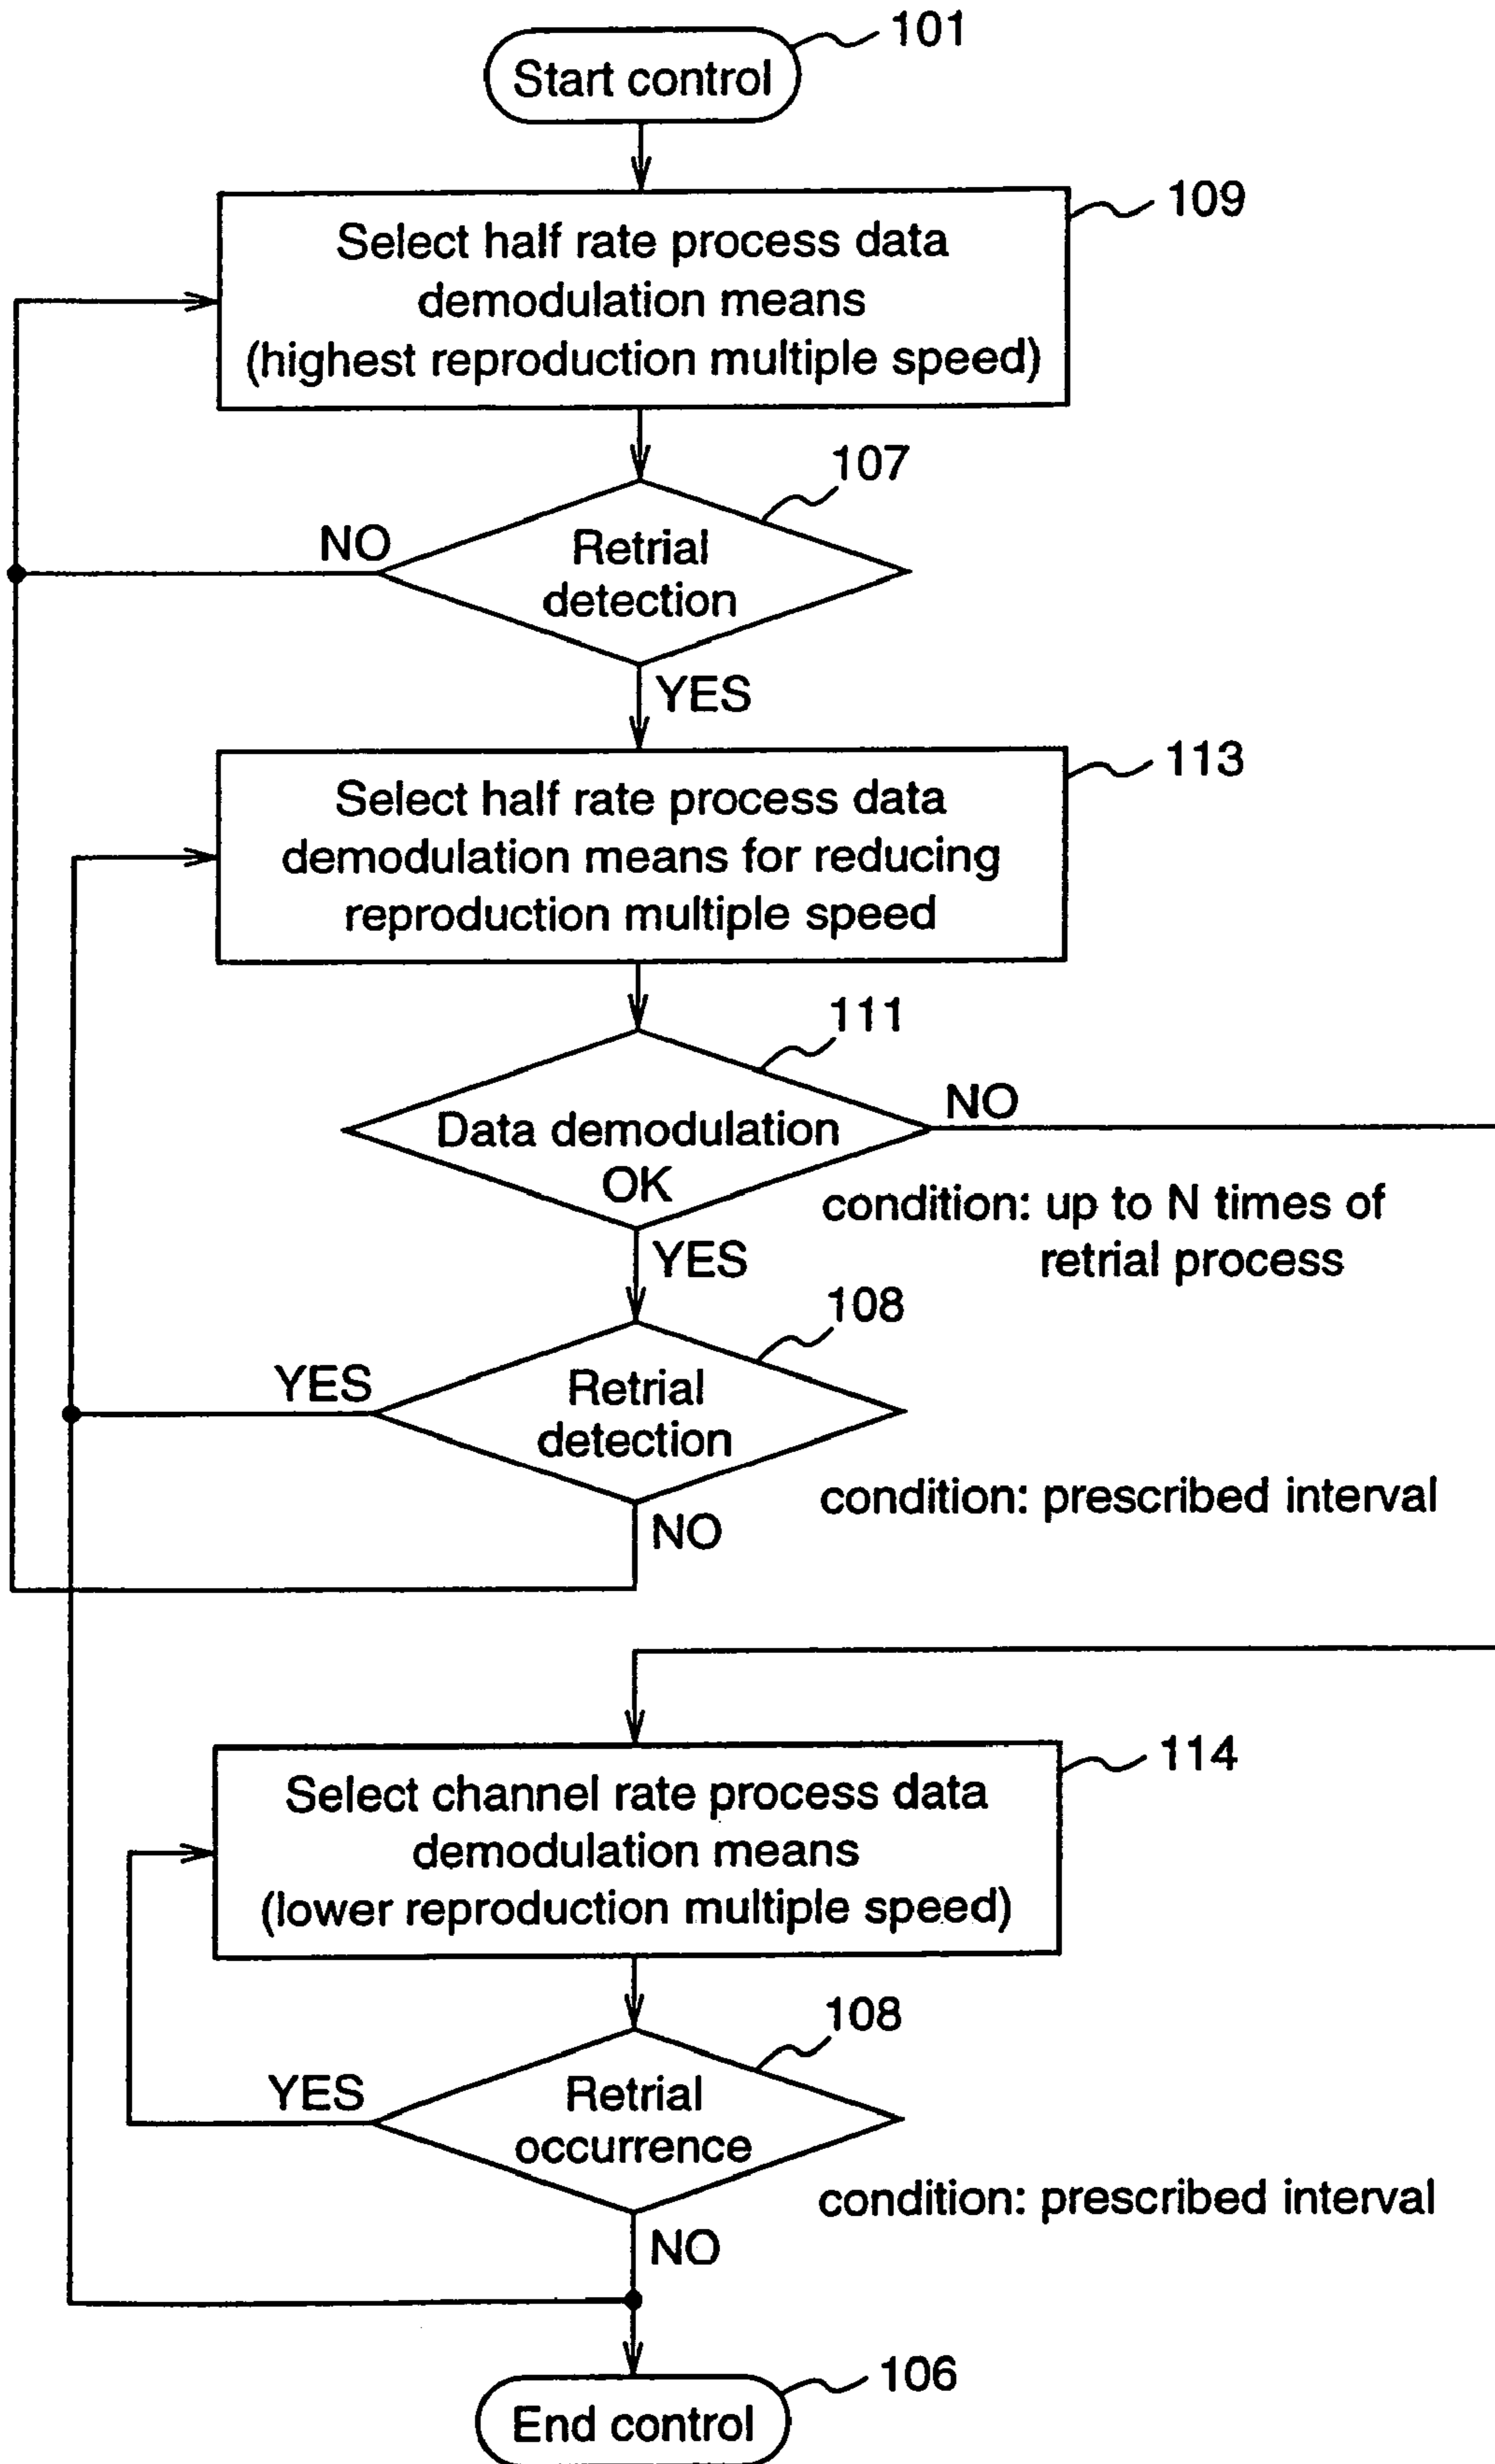 101
Start control
109
Select half rate process data
demodulation means
(highest reproduction multiple speed)
107
NO
Retrial
detection
YES
113
Select half rate process data
demodulation means for reducing
reproduction multiple speed
111
NO
Data demodulation
OK
condition: up to N times of
retrial process
YES
108
YES
Retrial
detection
condition: prescribed interval
NO
114
Select channel rate process data
demodulation means
(lower reproduction multiple speed)
108
YES
Retrial
occurrence
condition: prescribed interval
NO
106
End control